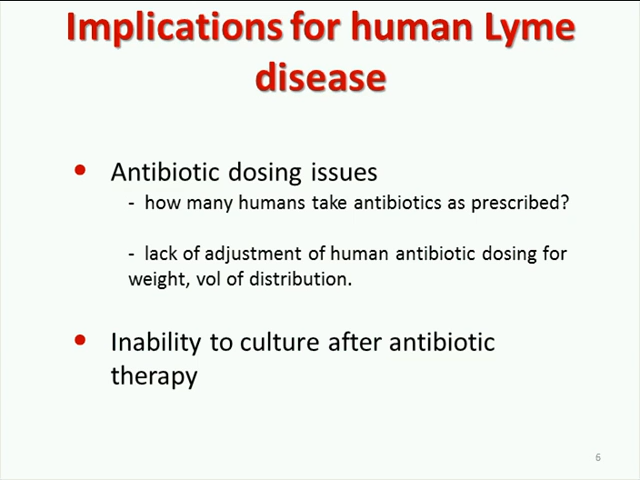 Implications for human Lyme
disease
• Antibiotic dosing issues
- how many humans take antibiotics as prescribed?
- lack of adjustment of human antibiotic dosing for
weight, vol of distribution.
• Inability to culture after antibiotic
therapy
6